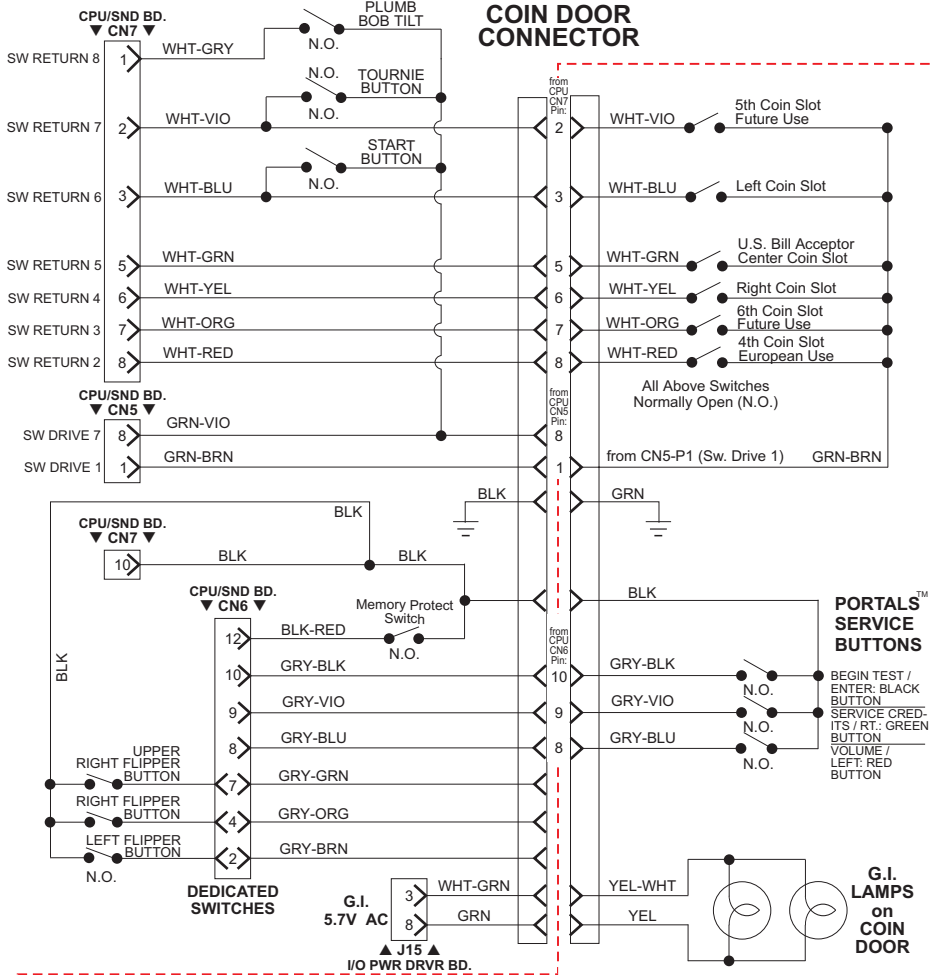 COIN DOOR
CONNECTOR
CPU/SND BD.
▼ CN7 ▼
PLUMB
BOB TILT
N.O.
SW RETURN 8
1
WHT-GRY
N.O.
TOURNIE
BUTTON
N.O.
SW RETURN 7
2
WHT-VIO
START
BUTTON
N.O.
SW RETURN 6
3
WHT-BLU
SW RETURN 5
5
WHT-GRN
SW RETURN 4
6
WHT-YEL
SW RETURN 3
7
WHT-ORG
SW RETURN 2
8
WHT-RED
CPU/SND BD.
▼ CN5 ▼
SW DRIVE 7
8
GRN-VIO
SW DRIVE 1
1
GRN-BRN
from
CPU
CN7
Pin:
2
WHT-VIO
5th Coin Slot
Future Use
3
WHT-BLU
Left Coin Slot
5
WHT-GRN
U.S. Bill Acceptor
Center Coin Slot
6
WHT-YEL
Right Coin Slot
7
WHT-ORG
6th Coin Slot
Future Use
8
WHT-RED
4th Coin Slot
European Use
All Above Switches
Normally Open (N.O.)
from
CPU
CN5
Pin:
8
1
from CN5-P1 (Sw. Drive 1)
GRN-BRN
BLK
GRN
BLK
CPU/SND BD.
▼ CN7 ▼
10
BLK
BLK
BLK
CPU/SND BD.
▼ CN6 ▼
12
BLK-RED
Memory Protect
Switch
N.O.
10
GRY-BLK
9
GRY-VIO
8
GRY-BLU
UPPER
RIGHT FLIPPER
BUTTON
7
GRY-GRN
RIGHT FLIPPER
BUTTON
4
GRY-ORG
LEFT FLIPPER
BUTTON
N.O.
2
GRY-BRN
DEDICATED
SWITCHES
BLK
from
CPU
CN6
Pin:
10
GRY-BLK
N.O.
9
GRY-VIO
N.O.
8
GRY-BLU
N.O.
PORTALS™
SERVICE
BUTTONS
BEGIN TEST /
ENTER: BLACK
BUTTON
SERVICE CRED-
ITS / RT.: GREEN
BUTTON
VOLUME /
LEFT: RED
BUTTON
G.I.
5.7V AC
3
WHT-GRN
8
GRN
▲ J15 ▲
I/O PWR DRVR BD.
YEL-WHT
YEL
G.I.
LAMPS
on
COIN
DOOR